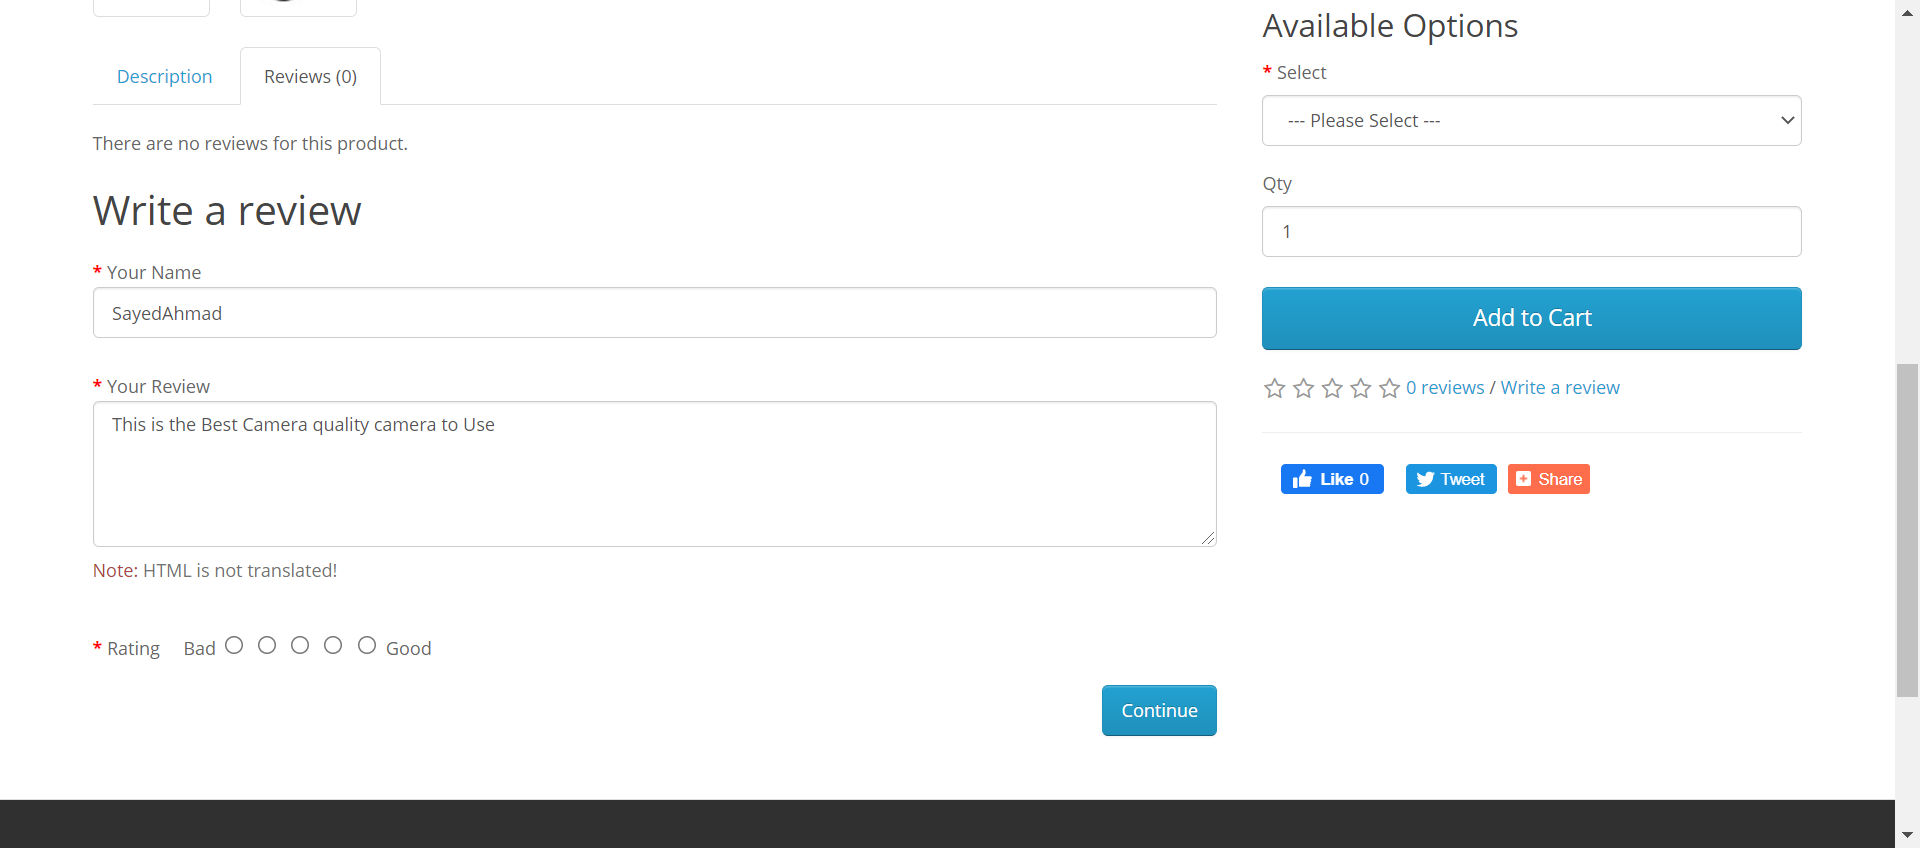 Description
Reviews (0)
There are no reviews for this product.
Write a review
* Your Name
SayedAhmad
* Your Review
This is the Best Camera quality camera to Use
Note: HTML is not translated!
* Rating Bad Good
Continue
Available Options
* Select
--- Please Select ---
Qty
1
Add to Cart
0 reviews / Write a review
Like 0 Tweet Share